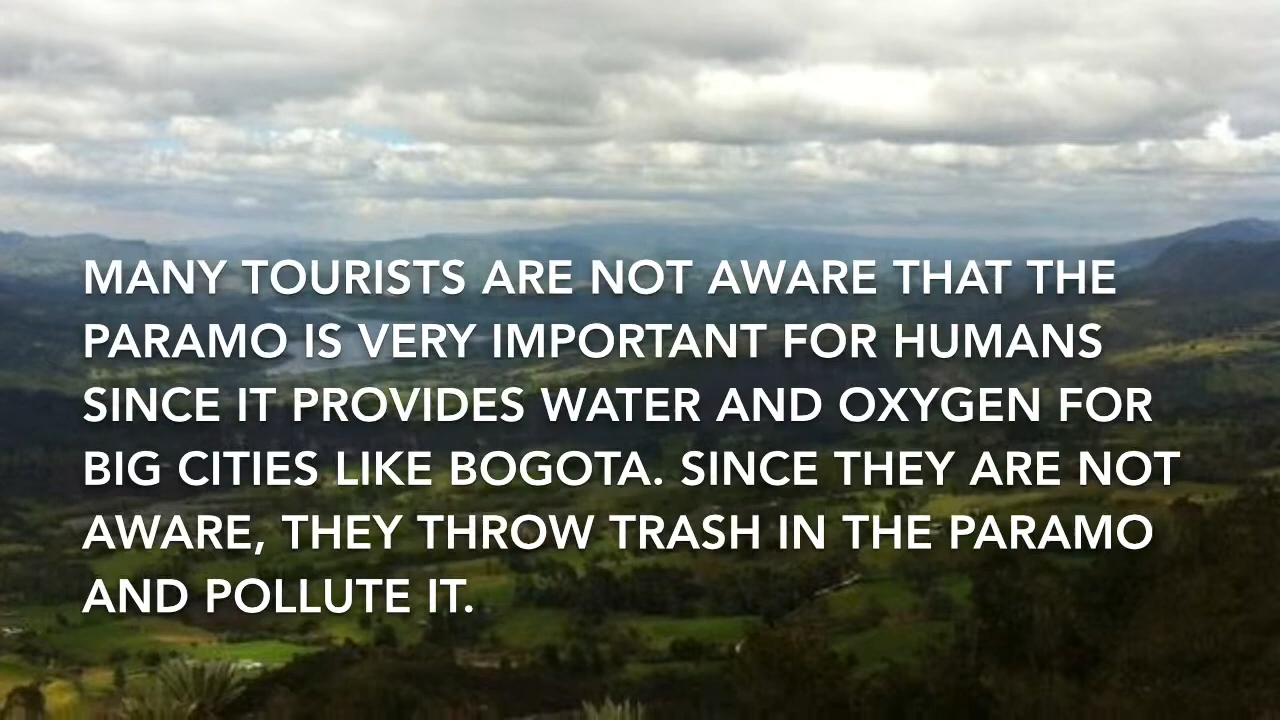 MANY TOURISTS ARE NOT AWARE THAT THE
PARAMO IS VERY IMPORTANT FOR HUMANS
SINCE IT PROVIDES WATER AND OXYGEN FOR
BIG CITIES LIKE BOGOTA. SINCE THEY ARE NOT
AWARE, THEY THROW TRASH IN THE PARAMO
AND POLLUTE IT.